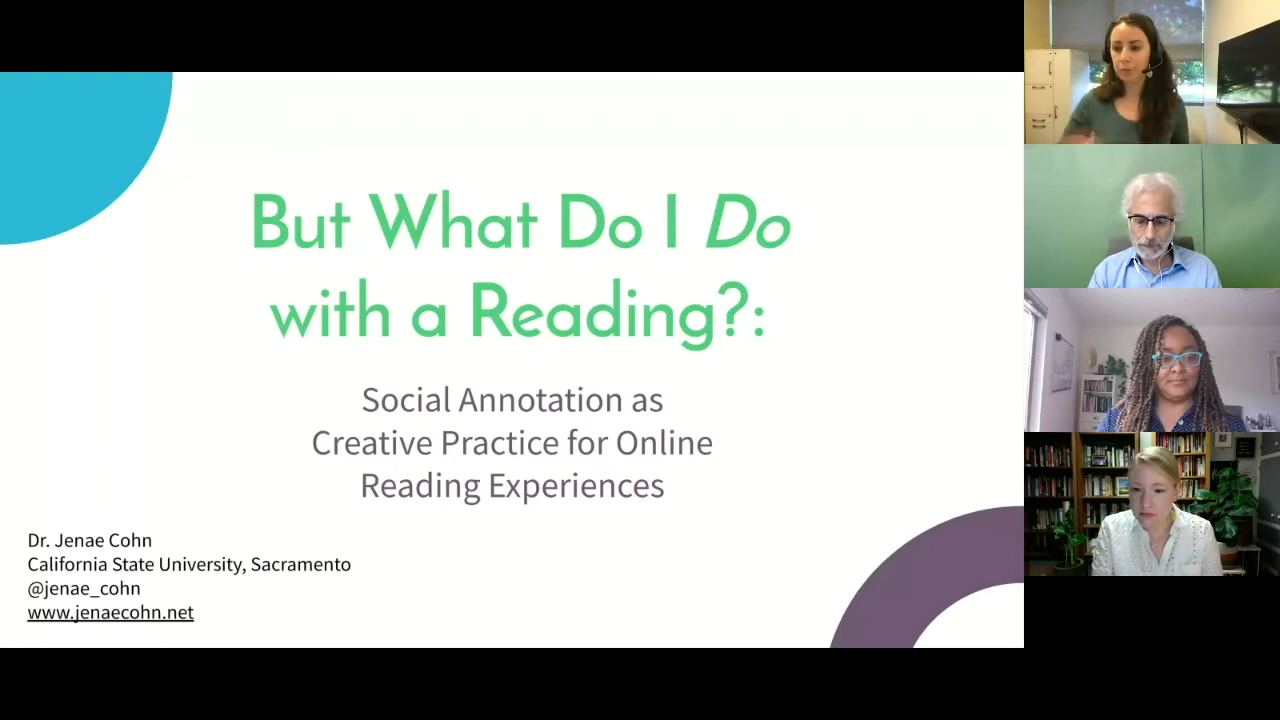 But What Do I Do
with a Reading?:
Social Annotation as
Creative Practice for Online
Reading Experiences
Dr. Jenae Cohn
California State University, Sacramento
@jenae_cohn
www.jenaecohn.net